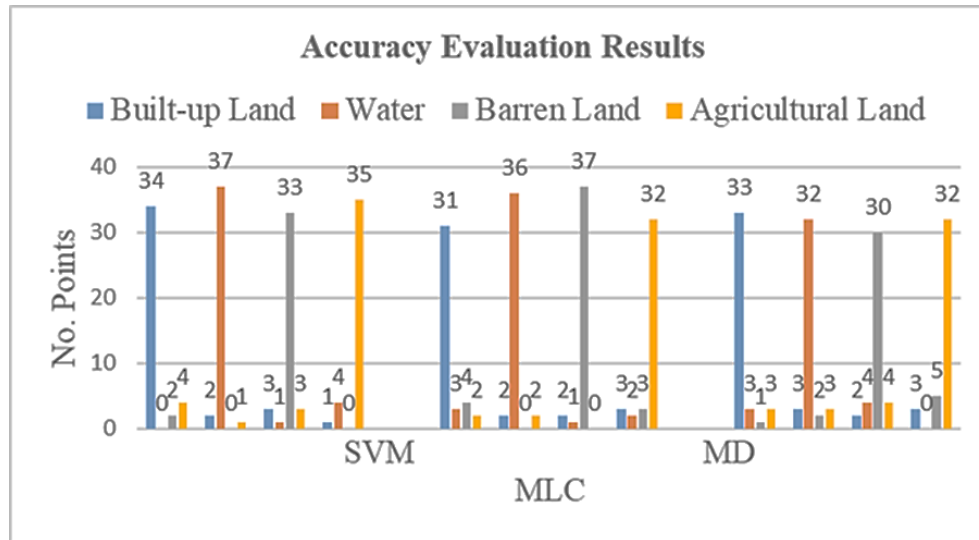 Accuracy Evaluation Results
Built-up Land Water Barren Land Agricultural Land
40
30
20
10
0
No. Points
34 0 2 4 2 37 0 1 3 1 33 3 1 4 0 35
31 3 4 2 2 36 0 2 2 1 37 0 3 2 3 32
33 3 1 3 3 32 2 3 2 4 30 4 3 0 5 32
SVM MD
MLC